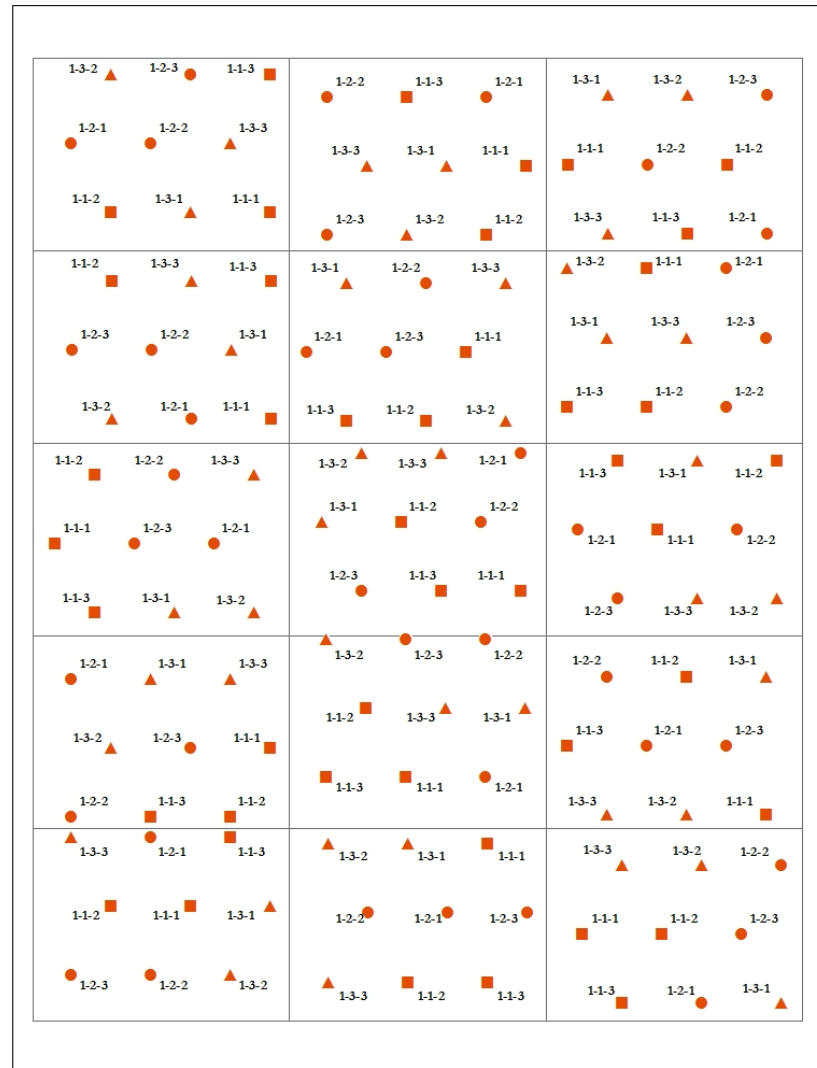 1-3-2 1-2-3 1-1-3
1-2-1 1-2-2 1-3-3
1-1-2 1-3-1 1-1-1
1-2-2 1-1-3 1-2-1
1-3-3 1-3-1 1-1-1
1-2-3 1-3-2 1-1-2
1-3-1 1-3-2 1-2-3
1-1-1 1-2-2 1-1-2
1-3-3 1-1-3 1-2-1
1-1-2 1-3-3 1-1-3
1-2-3 1-2-2 1-3-1
1-3-2 1-2-1 1-1-1
1-3-1 1-2-2 1-3-3
1-2-1 1-2-3 1-1-1
1-1-3 1-1-2 1-3-2
1-3-2 1-1-1 1-2-1
1-3-1 1-3-3 1-2-3
1-1-3 1-1-2 1-2-2
1-1-2 1-2-2 1-3-3
1-1-1 1-2-3 1-2-1
1-1-3 1-3-1 1-3-2
1-3-2 1-3-3 1-2-1
1-3-1 1-1-2 1-2-2
1-2-3 1-1-3 1-1-1
1-1-3 1-3-1 1-1-2
1-2-1 1-1-1 1-2-2
1-2-3 1-3-3 1-3-2
1-2-1 1-3-1 1-3-3
1-3-2 1-2-3 1-1-1
1-2-2 1-1-3 1-1-2
1-3-2 1-2-3 1-2-2
1-1-2 1-3-3 1-3-1
1-1-3 1-1-1 1-2-1
1-2-2 1-1-2 1-3-1
1-1-3 1-2-1 1-2-3
1-3-3 1-3-2 1-1-1
1-3-3 1-2-1 1-1-3
1-1-2 1-1-1 1-3-1
1-2-3 1-2-2 1-3-2
1-3-2 1-3-1 1-1-1
1-2-2 1-2-1 1-2-3
1-3-3 1-1-2 1-1-3
1-3-3 1-3-2 1-2-2
1-1-1 1-1-2 1-2-3
1-1-3 1-2-1 1-3-1